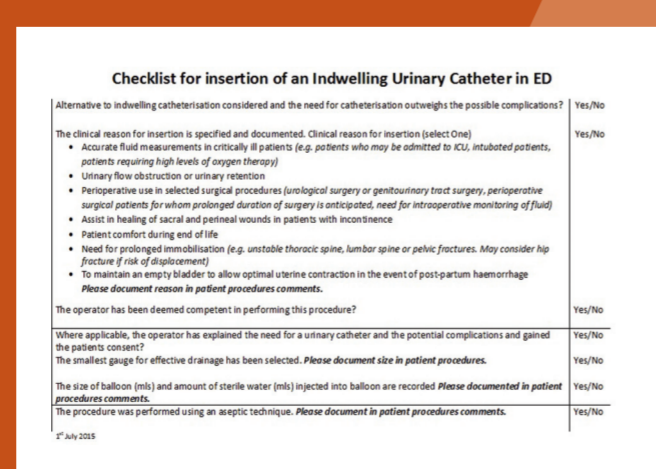 Checklist for insertion of an Indwelling Urinary Catheter in ED
Alternative to indwelling catheterisation considered and the need for catheterisation outweighs the possible complications? Yes/No
The clinical reason for insertion is specified and documented. Clinical reason for insertion (select One) Yes/No
• Accurate fluid measurements in critically ill patients (e.g. patients who may be admitted to ICU, intubated patients,
patients requiring high levels of oxygen therapy)
• Urinary flow obstruction or urinary retention
• Perioperative use in selected surgical procedures (urological surgery or genitourinary tract surgery, perioperative
surgical patients for whom prolonged duration of surgery is anticipated, need for intraoperative monitoring of fluid)
• Assist in healing of sacral and perineal wounds in patients with incontinence
• Patient comfort during end of life
• Need for prolonged immobilisation (e.g. unstable thoracic spine, lumbar spine or pelvic fractures. May consider hip
fracture if risk of displacement)
• To maintain an empty bladder to allow optimal uterine contraction in the event of post-partum haemorrhage
Please document reason in patient procedures comments.
The operator has been deemed competent in performing this procedure? Yes/No
Where applicable, the operator has explained the need for a urinary catheter and the potential complications and gained Yes/No
the patients consent?
The smallest gauge for effective drainage has been selected. Please document size in patient procedures. Yes/No
The size of balloon (mls) and amount of sterile water (mls) injected into balloon are recorded Please documented in patient Yes/No
procedures comments.
The procedure was performed using an aseptic technique. Please document in patient procedures comments. Yes/No
1st July 2015